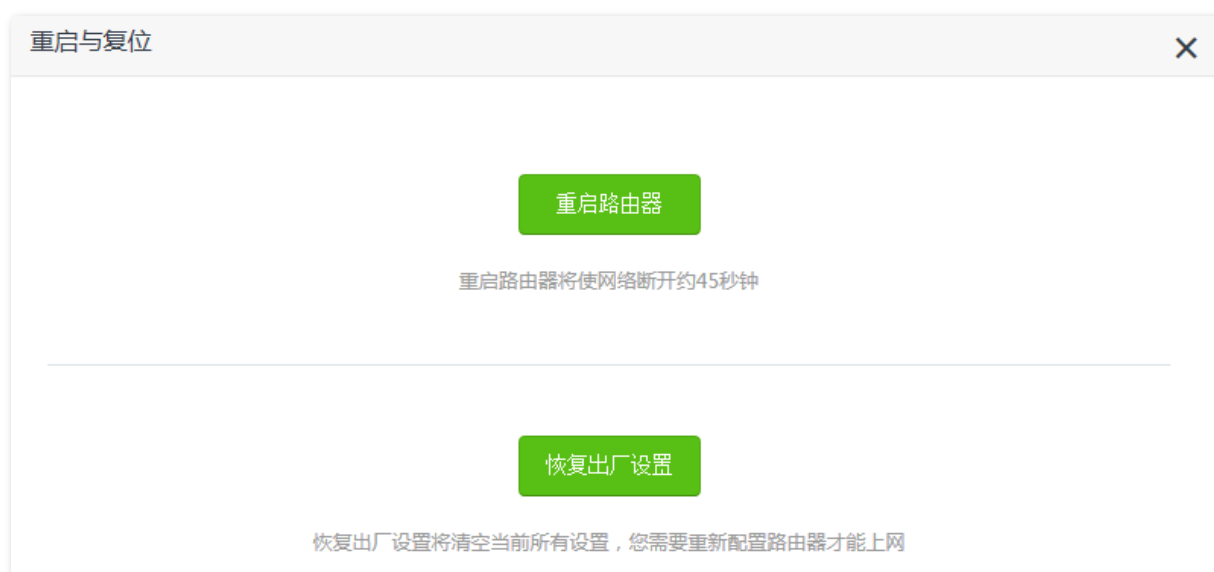 重启与复位
重启路由器
重启路由器将使网络断开约45秒钟
恢复出厂设置
恢复出厂设置将清空当前所有设置，您需要重新配置路由器才能上网